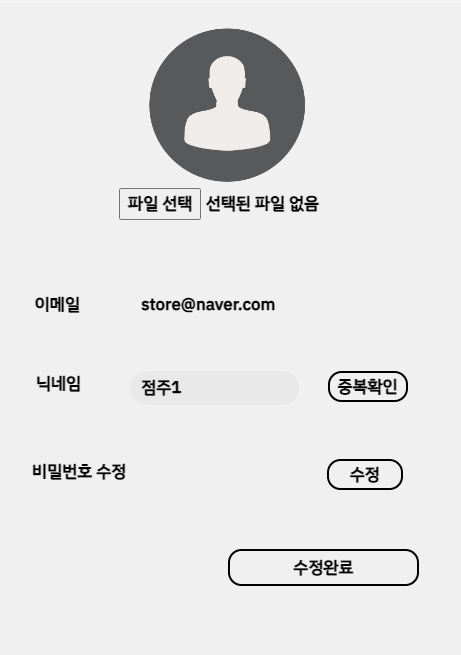 파일 선택 선택된 파일 없음
이메일 store@naver.com
닉네임 점주1 중복확인
비밀번호 수정 수정
수정완료